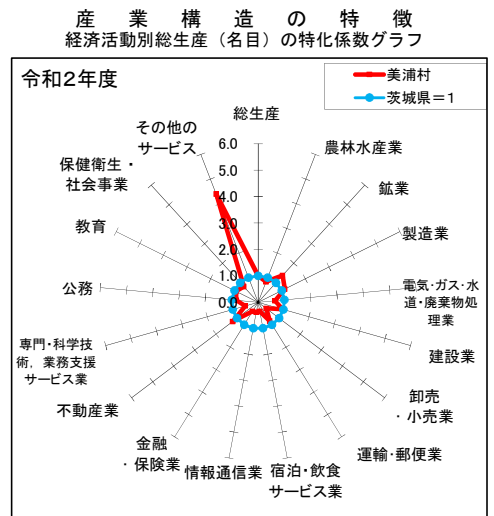 産業構造の特徴
経済活動別総生産（名目）の特化係数グラフ
令和2年度
美浦村
茨城県＝1
総生産
農林水産業
鉱業
製造業
電気・ガス・水
道・廃棄物処
理業
建設業
卸売
・小売業
運輸・郵便業
宿泊・飲食
サービス業
情報通信業
金融
・保険業
不動産業
専門・科学技
術，業務支援
サービス業
公務
教育
保健衛生・
社会事業
その他の
サービス
6.0
5.0
4.0
3.0
2.0
1.0
0.0